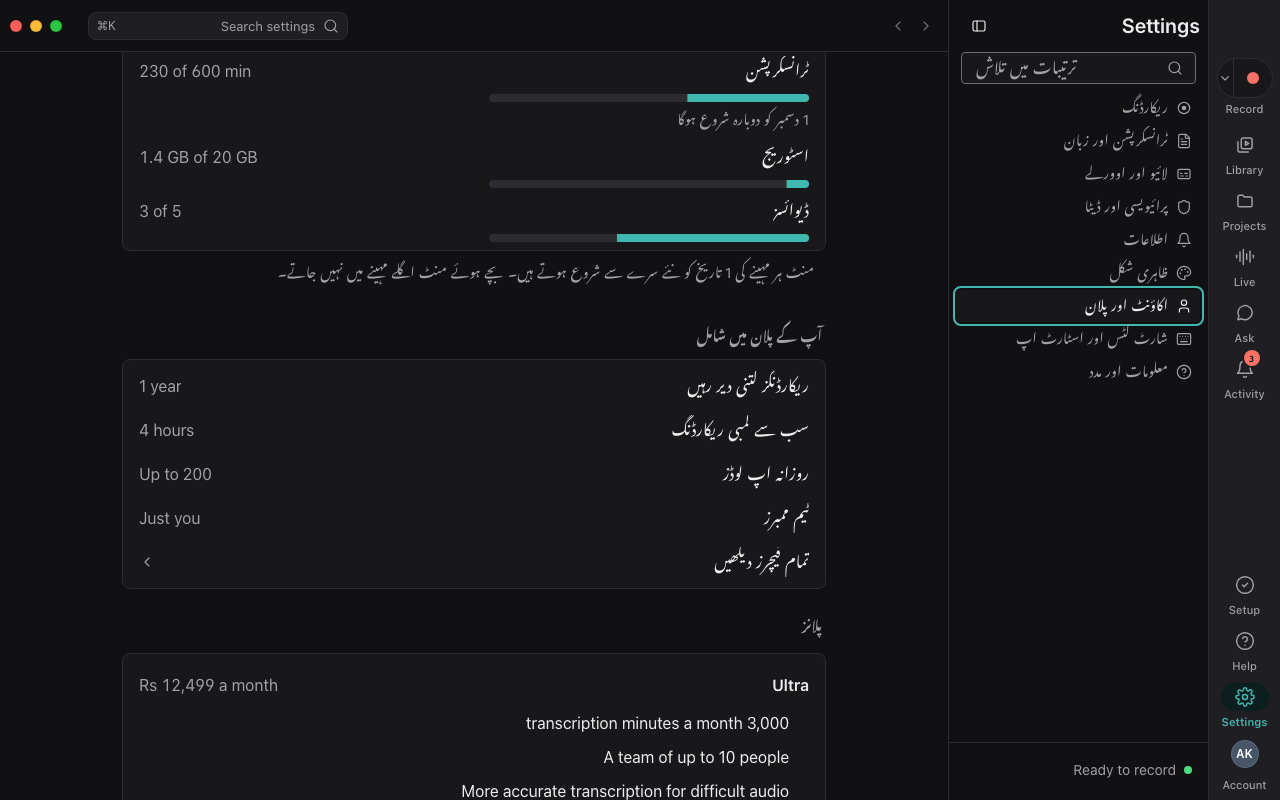 ⌘K
Search settings
Settings
ترتیبات میں تلاش
ریکارڈنگ
ٹرانسکرپشن اور زبان
لائیو اور اوورلے
پرائیویسی اور ڈیٹا
اطلاعات
ظاہری شکل
اکاؤنٹ اور پلان
شارٹ کٹس اور اسٹارٹ اپ
معلومات اور مدد
Ready to record
Record
Library
Projects
Live
Ask
3
Activity
Setup
Help
Settings
AK
Account
ٹرانسکرپشن
230 of 600 min
1 دسمبر کو دوبارہ شروع ہوگا
اسٹوریج
1.4 GB of 20 GB
ڈیوائسز
3 of 5
منٹ ہر مہینے کی 1 تاریخ کو نئے سرے سے شروع ہوتے ہیں۔ بچے ہوئے منٹ اگلے مہینے میں نہیں جاتے۔
آپ کے پلان میں شامل
ریکارڈنگز کتنی دیر رہیں
1 year
سب سے لمبی ریکارڈنگ
4 hours
روزانہ اپ لوڈز
Up to 200
ٹیم ممبرز
Just you
تمام فیچرز دیکھیں
پلانز
Ultra
Rs 12,499 a month
transcription minutes a month 3,000
A team of up to 10 people
More accurate transcription for difficult audio